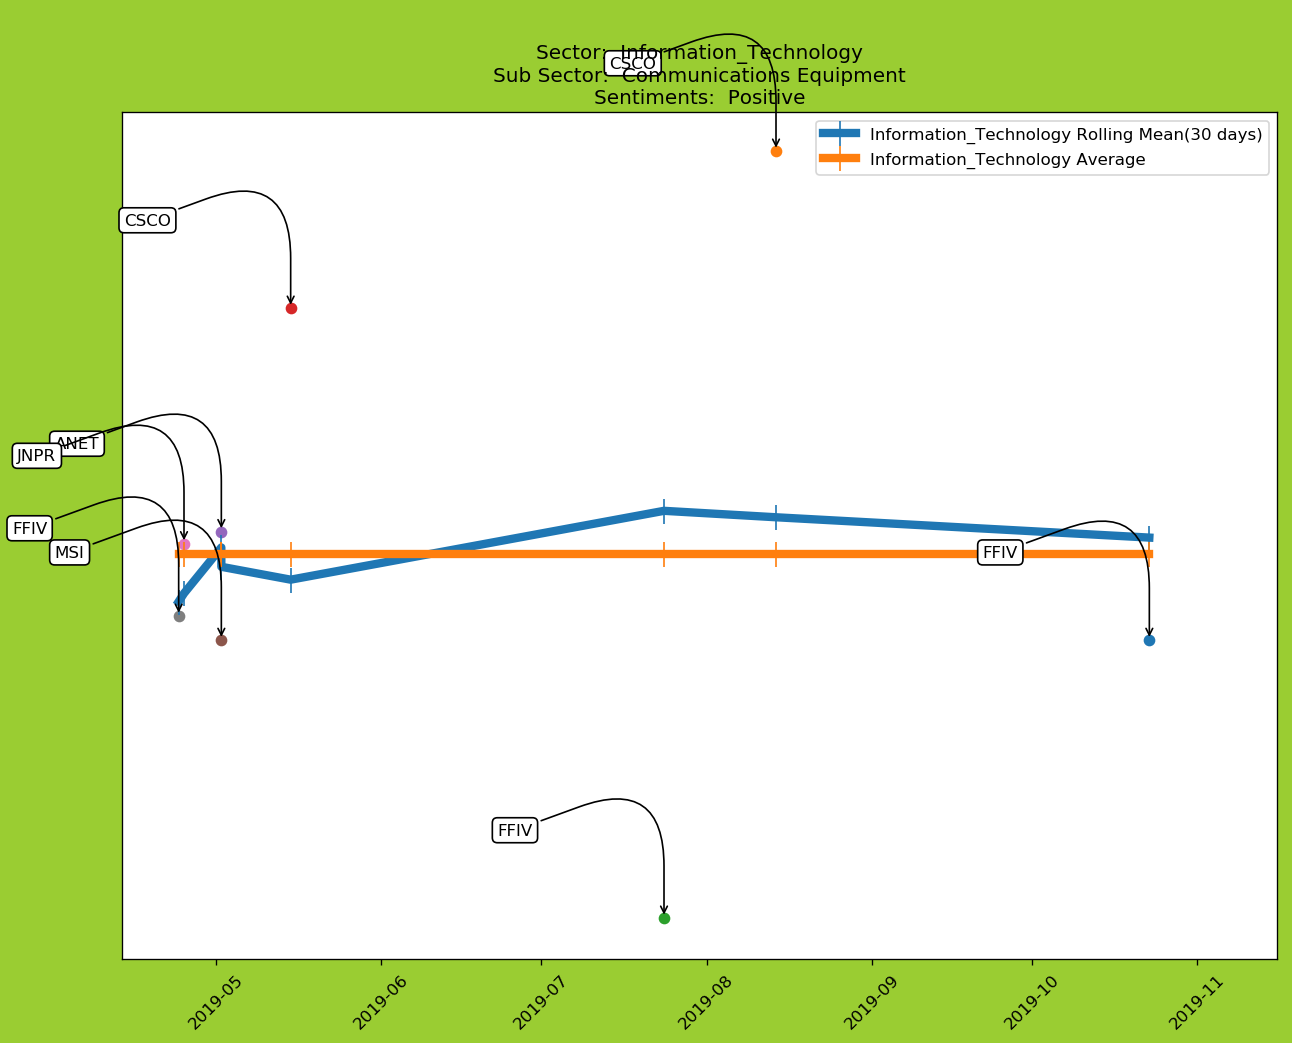 Sector:  Information_Technology
CSCO
Sub Sector:  Communications Equipment
Sentiments:  Positive
Information_Technology Rolling Mean(30 days)
Information_Technology Average
CSCO
ANET
JNPR
FFIV
MSI
FFIV
FFIV
2019-05
2019-06
2019-07
2019-08
2019-09
2019-10
2019-11